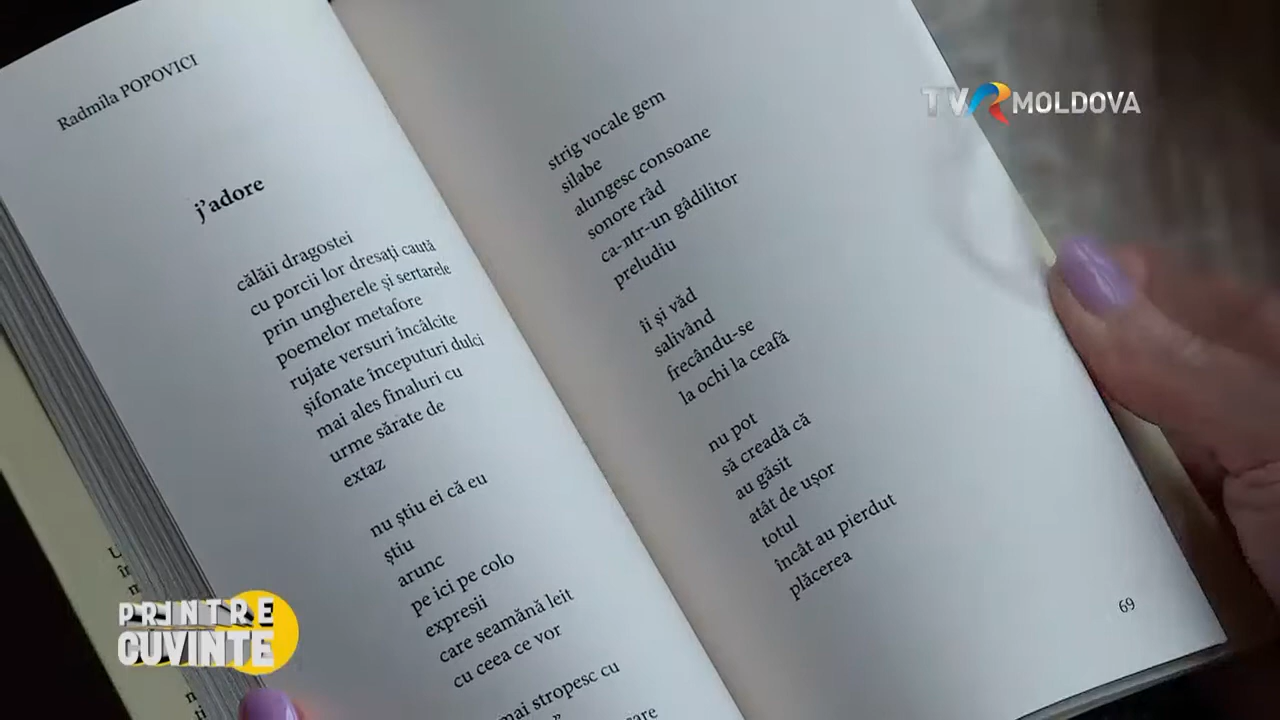 Radmila POPOVICI
j'adore
călăii dragostei
cu porcii lor dresați caută
prin ungherele și sertarele
poemelor metafore
rujate versuri încâlcite
șifonate începuturi dulci
mai ales finaluri cu
urme sărate de
extaz
nu știu ei că eu
știu
arunc
pe ici pe colo
expresii
care seamănă leit
cu ceea ce vor
mai stropesc cu
strig vocale gem
silabe
alungesc consoane
sonore râd
ca-ntr-un gâdilitor
preludiu
îi și văd
salivând
frecându-se
la ochi la ceafă
nu pot
să creadă că
au găsit
atât de ușor
totul
încât au pierdut
plăcerea
69
TVR MOLDOVA
PRINTRE
CUVINTE